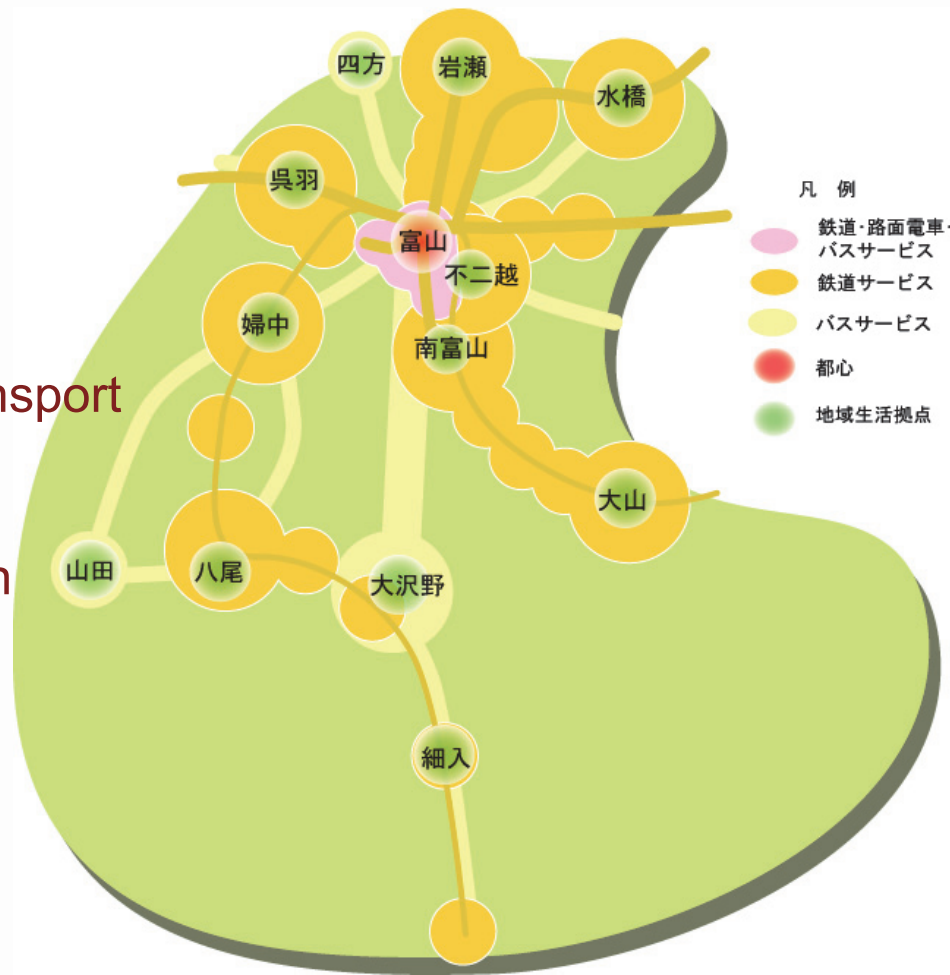 四方
岩瀬
水橋
呉羽
富山
不二越
婦中
南富山
大山
山田
八尾
大沢野
細入
凡 例
鉄道・路面電車・
バスサービス
鉄道サービス
バスサービス
都心
地域生活拠点
nsport